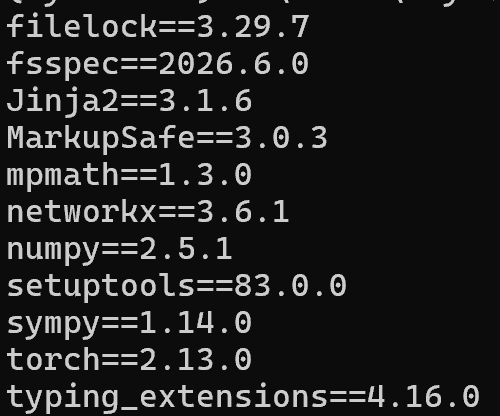 filelock==3.29.7
fsspec==2026.6.0
Jinja2==3.1.6
MarkupSafe==3.0.3
mpmath==1.3.0
networkx==3.6.1
numpy==2.5.1
setuptools==83.0.0
sympy==1.14.0
torch==2.13.0
typing_extensions==4.16.0